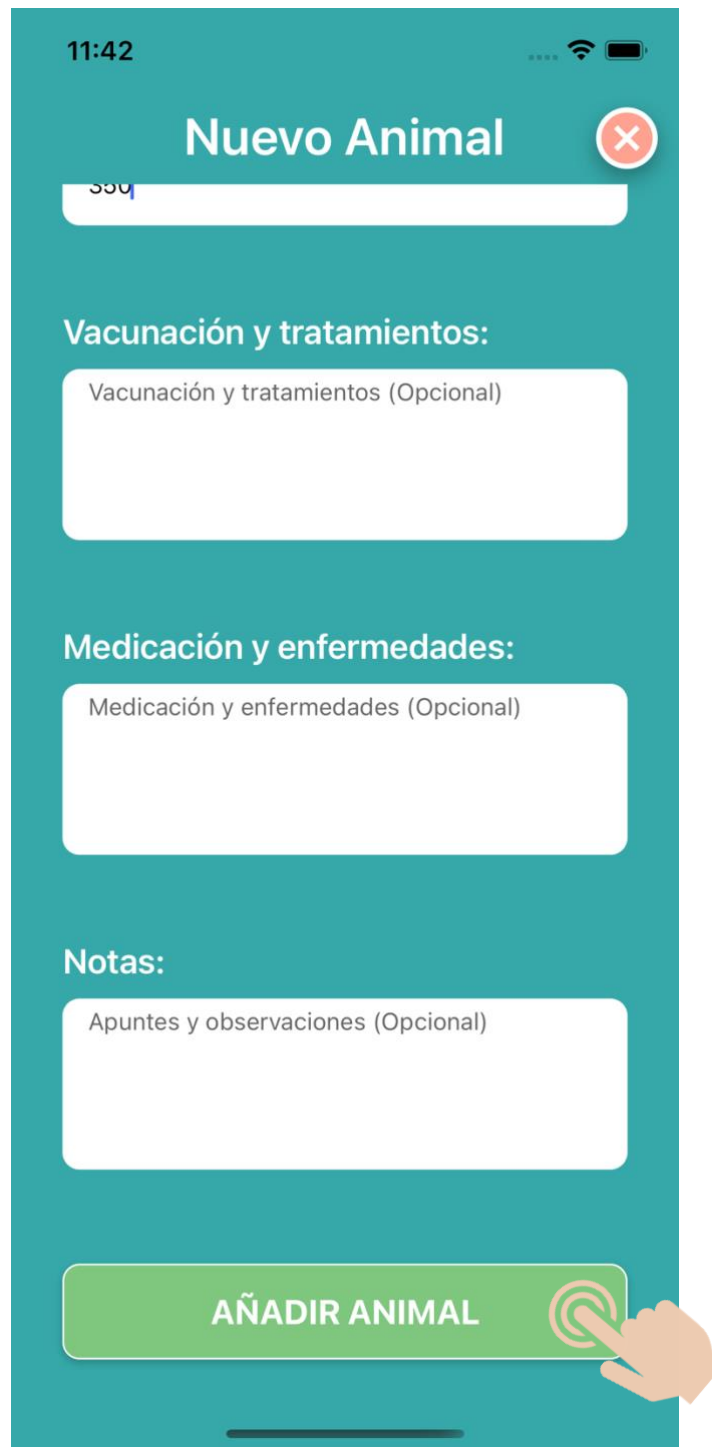 11:42
Nuevo Animal
350
Vacunación y tratamientos:
Vacunación y tratamientos (Opcional)
Medicación y enfermedades:
Medicación y enfermedades (Opcional)
Notas:
Apuntes y observaciones (Opcional)
AÑADIR ANIMAL